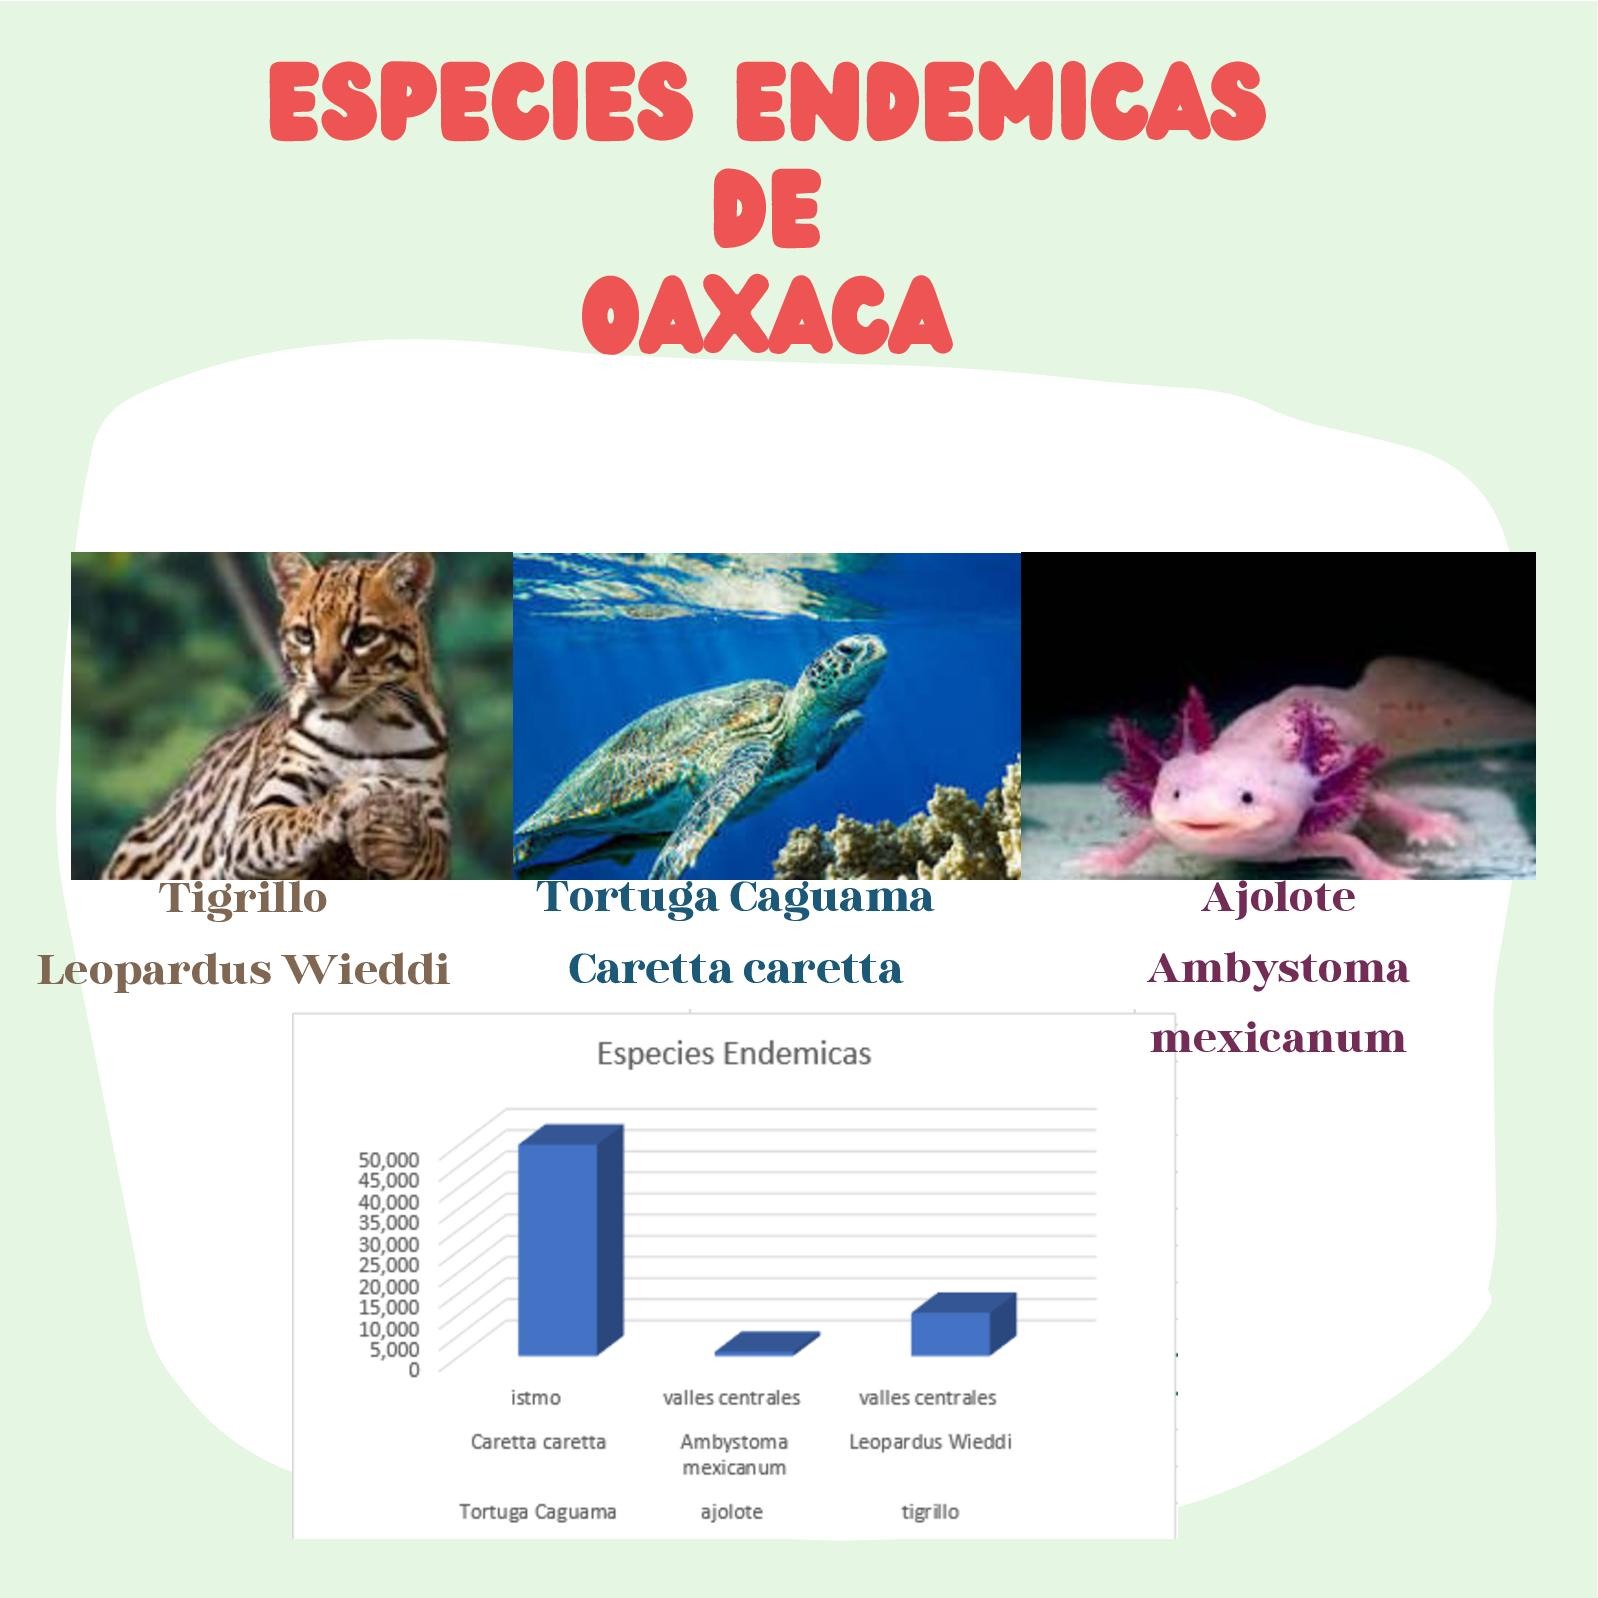 ESPECIES ENDEMICAS
DE
OAXACA
Tigrillo
Leopardus Wieddi
Tortuga Caguama
Caretta caretta
Ajolote
Ambystoma
mexicanum
Especies Endemicas
50,000
45,000
40,000
35,000
30,000
25,000
20,000
15,000
10,000
5,000
0
istmo
valles centrales
valles centrales
Caretta caretta
Ambystoma
mexicanum
Leopardus Wieddi
Tortuga Caguama
ajolote
tigrillo